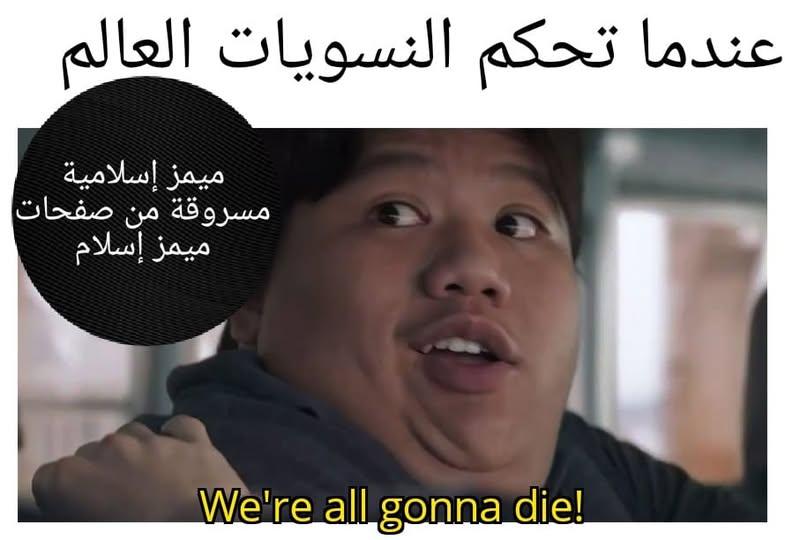 عندما تحكم النسويات العالم
ميمز إسلامية
مسروقة من صفحات
ميمز إسلام
We're all gonna die!